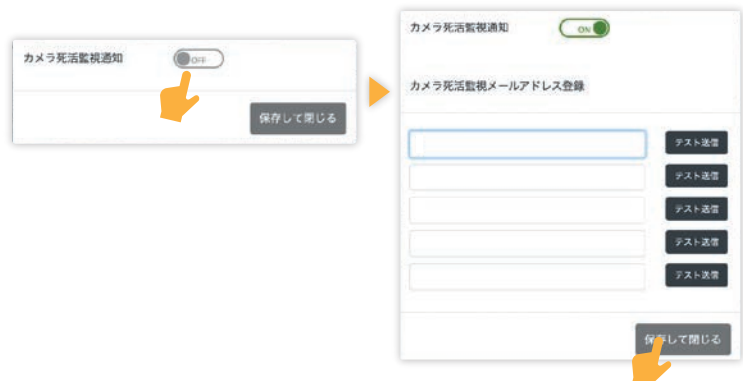 カメラ死活監視通知
OFF
保存して閉じる
カメラ死活監視通知
ON
カメラ死活監視メールアドレス登録
テスト送信
テスト送信
テスト送信
テスト送信
テスト送信
保存して閉じる